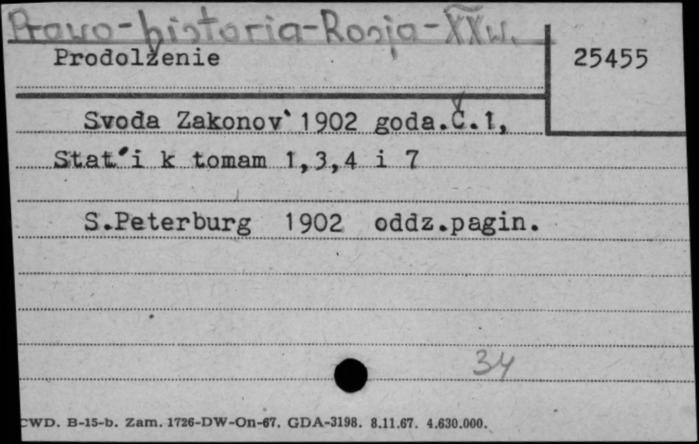 Prawo-historia-Rosja-XXw.
Prodolženie
25455
Svoda Zakonov` 1902 goda.Č.1,
Stat'i k tomam 1,3,4 i 7
S.Peterburg 1902 oddz.pagin.
34
CWD. B-15-b. Zam. 1726-DW-On-67. GDA-3198. 8.11.67. 4.630.000.